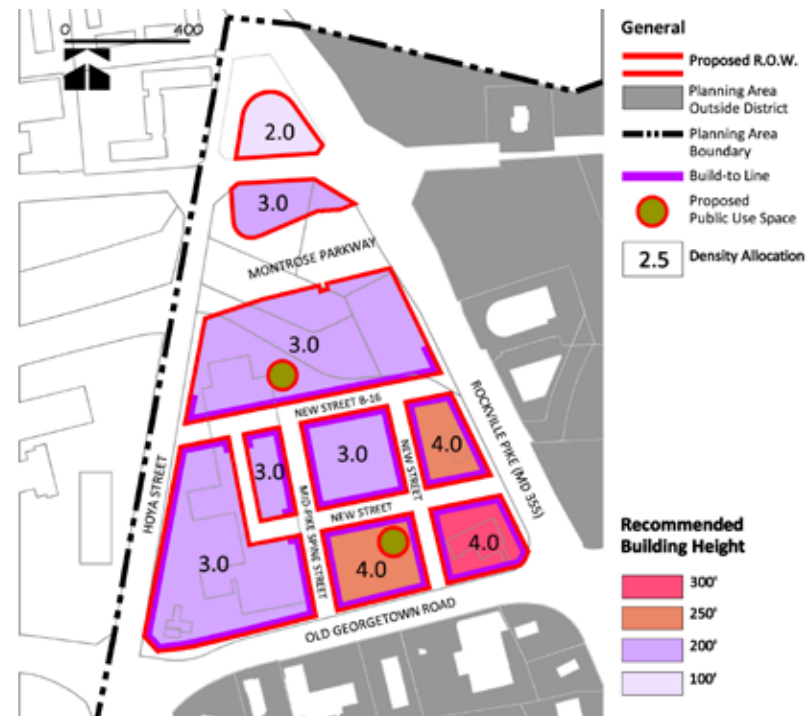 0 400
2.0
3.0
MONTROSE PARKWAY
3.0
NEW STREET B-16
HOYA STREET
ROCKVILLE PIKE (MD 355)
3.0
3.0
4.0
NEW STREET
MID-PIKE SPINE STREET
NEW STREET
3.0
4.0
4.0
OLD GEORGETOWN ROAD
General
Proposed R.O.W.
Planning Area
Outside District
Planning Area
Boundary
Build-to Line
Proposed
Public Use Space
2.5 Density Allocation
Recommended
Building Height
300'
250'
200'
100'